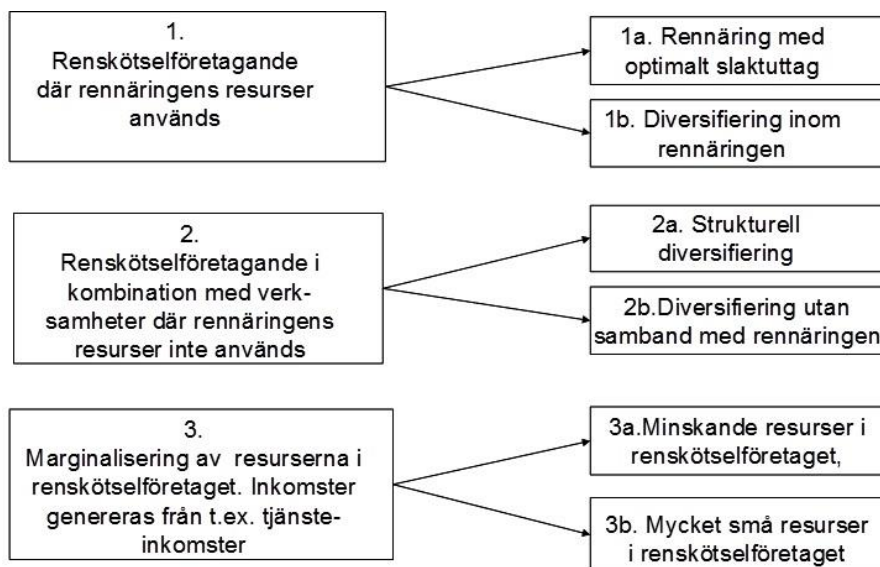 1.
Renskötselföretagande
där rennäringens resurser
används
1a. Rennäring med
optimalt slaktuttag
1b. Diversifiering inom
rennäringen
2.
Renskötselföretagande i
kombination med verk-
samheter där rennäringens
resurser inte används
2a. Strukturell
diversifiering
2b.Diversifiering utan
samband med rennäringen
3.
Marginalisering av resurserna i
renskötselföretaget. Inkomster
genereras från t.ex. tjänste-
inkomster
3a.Minskande resurser i
renskötselföretaget,
3b. Mycket små resurser
i renskötselföretaget